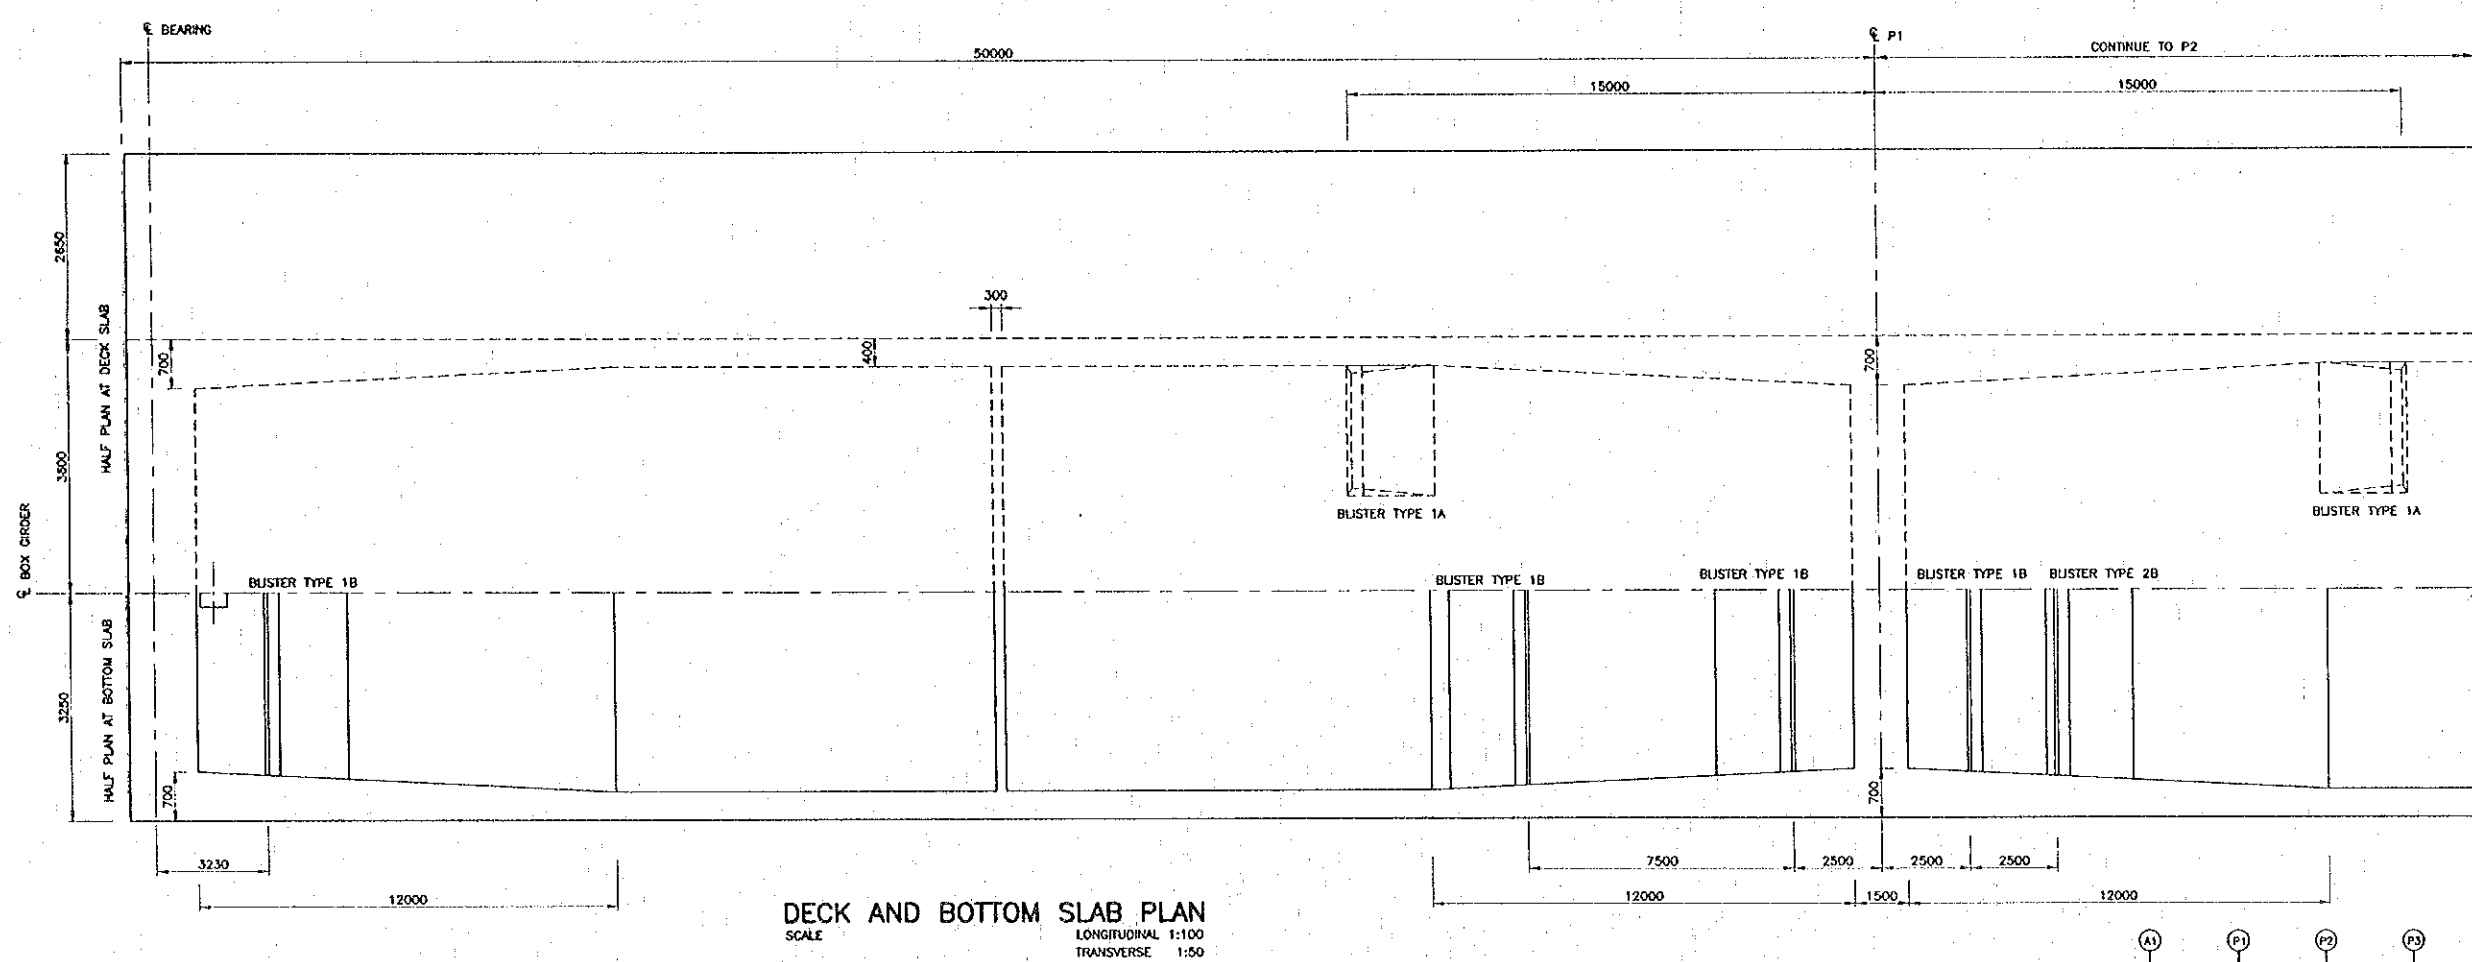 ℄ BEARING
50000
℄ P1
CONTINUE TO P2
15000
15000
2650
HALF PLAN AT DECK SLAB
700
300
400
700
BLISTER TYPE 1A
BLISTER TYPE 1A
℄ BOX GIRDER
BLISTER TYPE 1B
BLISTER TYPE 1B
BLISTER TYPE 1B
BLISTER TYPE 1B
BLISTER TYPE 2B
3250
HALF PLAN AT BOTTOM SLAB
700
700
3230
7500
2500
2500
2500
12000
12000
1500
12000
DECK AND BOTTOM SLAB PLAN
SCALE LONGITUDINAL 1:100
TRANSVERSE 1:50
A1 P1 P2 P3